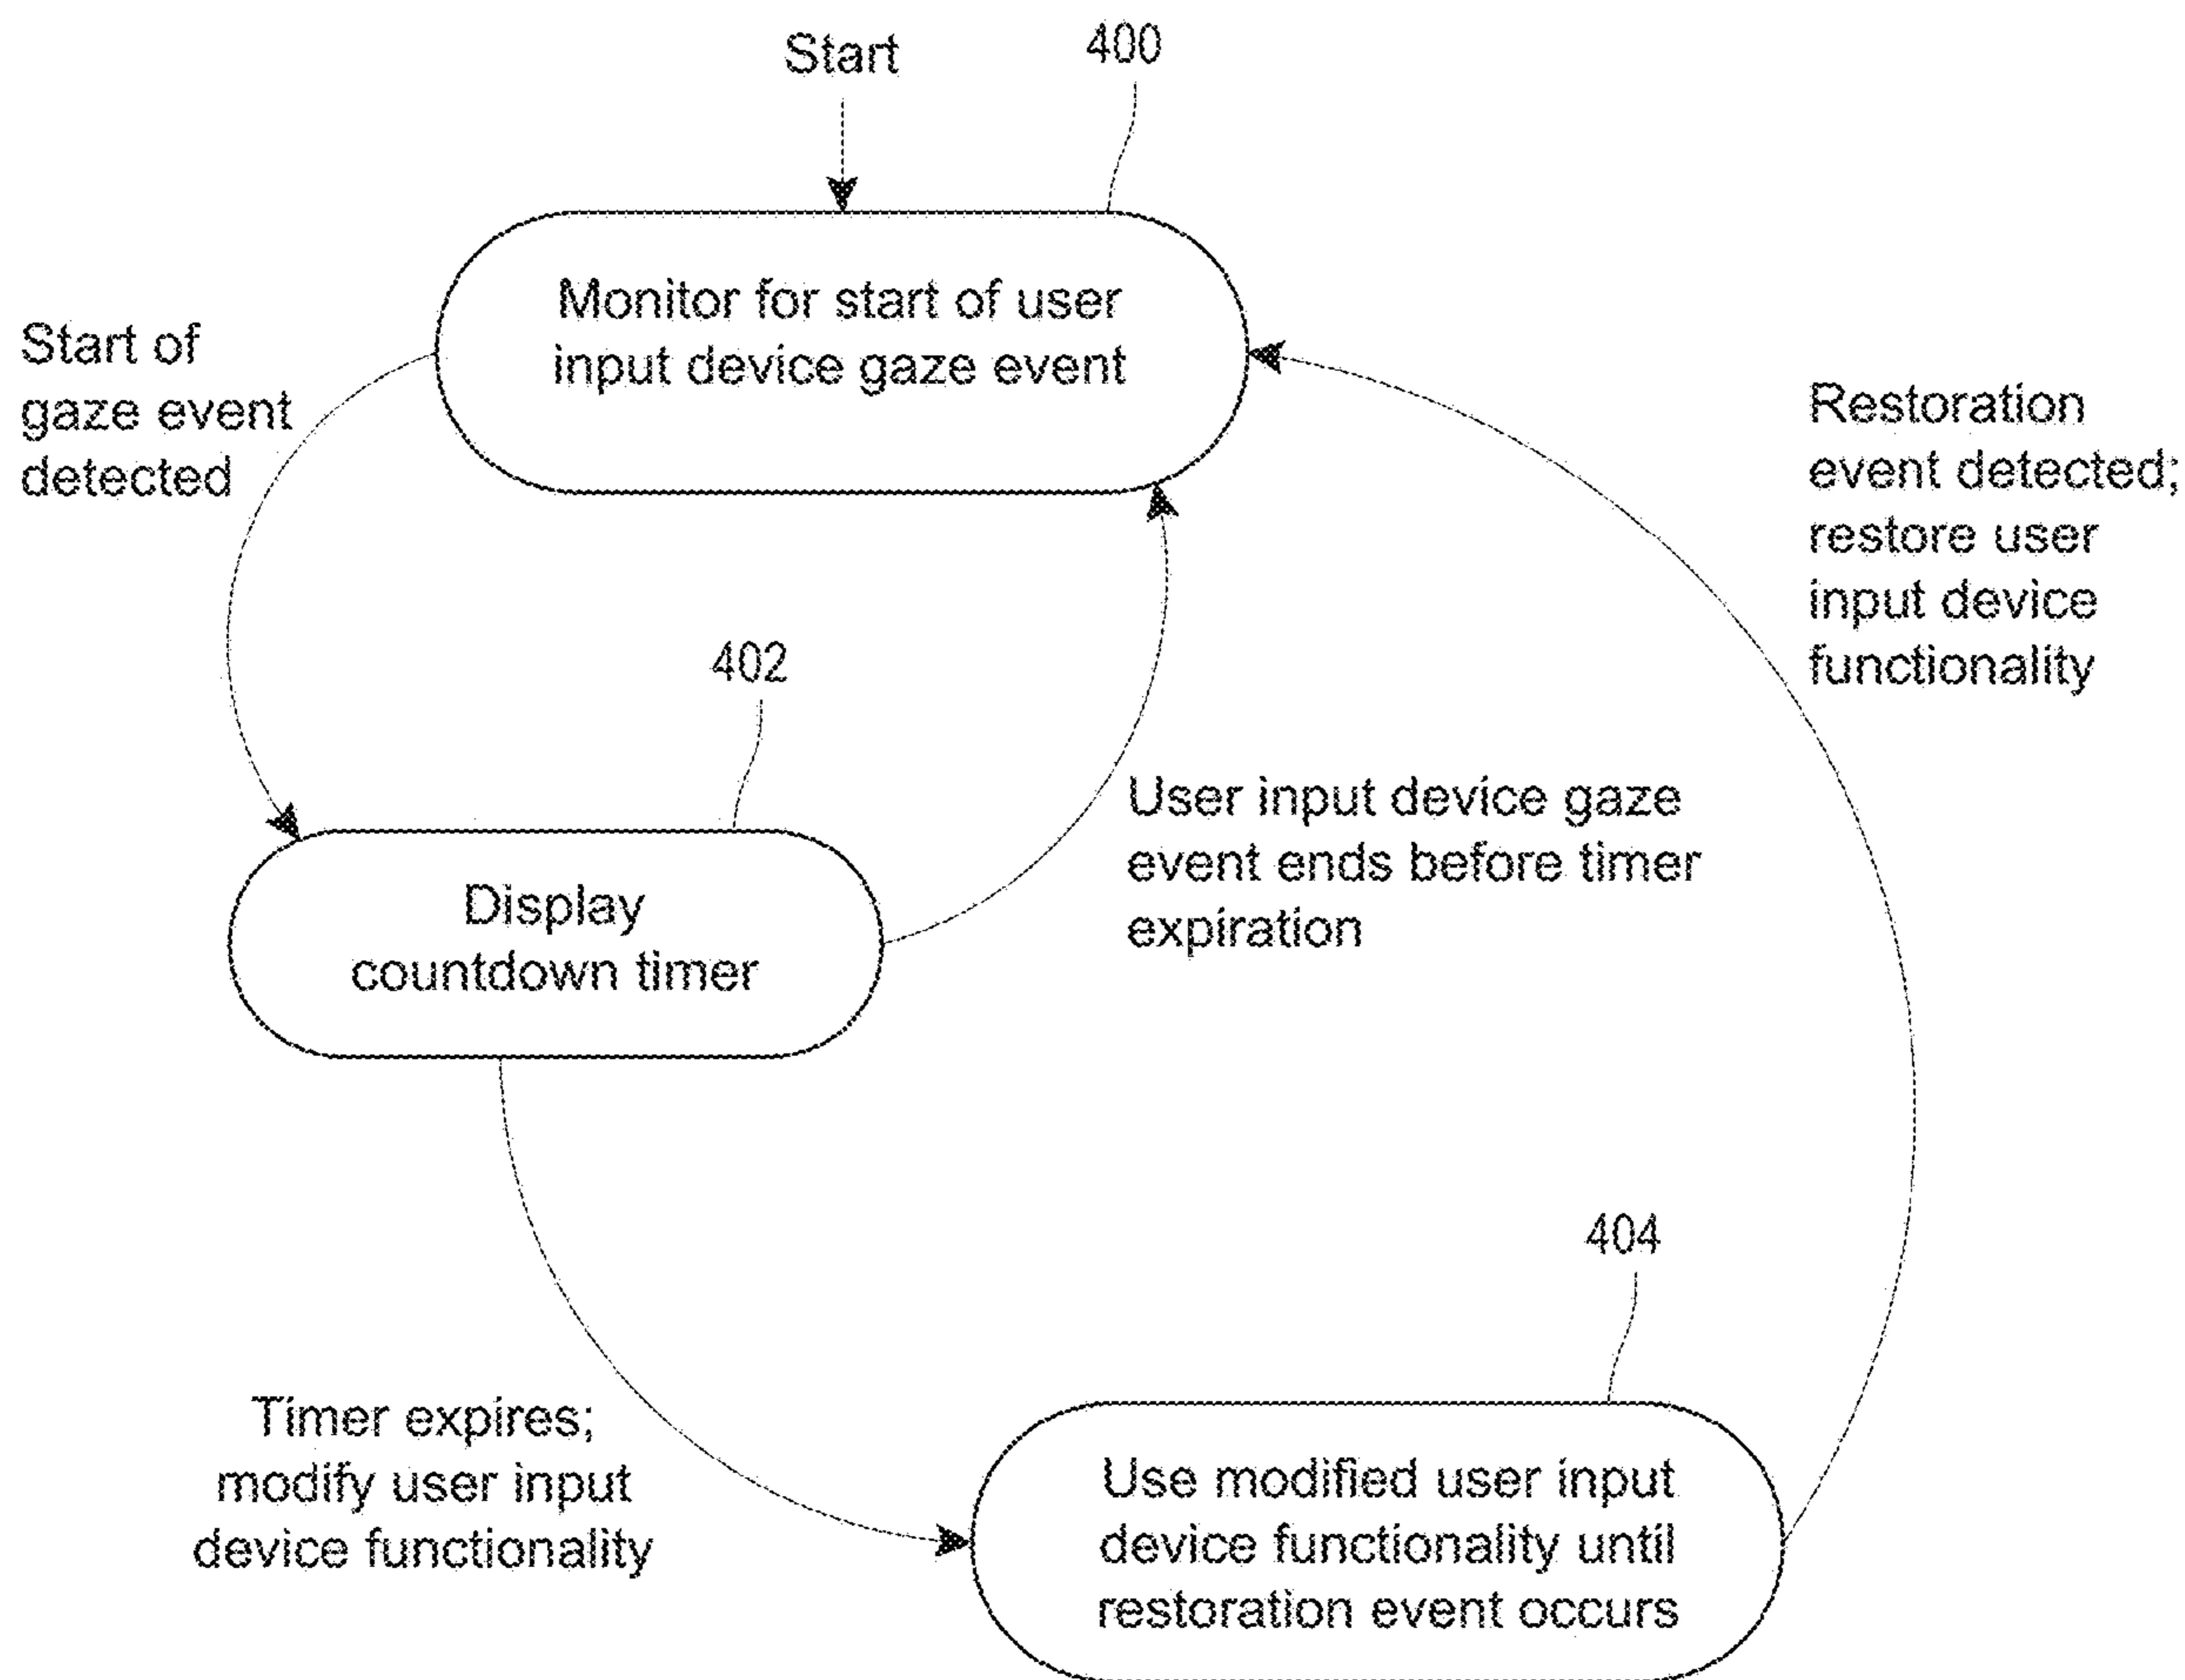 Start
400
Monitor for start of user
input device gaze event
Start of
gaze event
detected
Restoration
event detected;
restore user
input device
functionality
402
User input device gaze
event ends before timer
expiration
Display
countdown timer
404
Timer expires;
modify user input
device functionality
Use modified user input
device functionality until
restoration event occurs